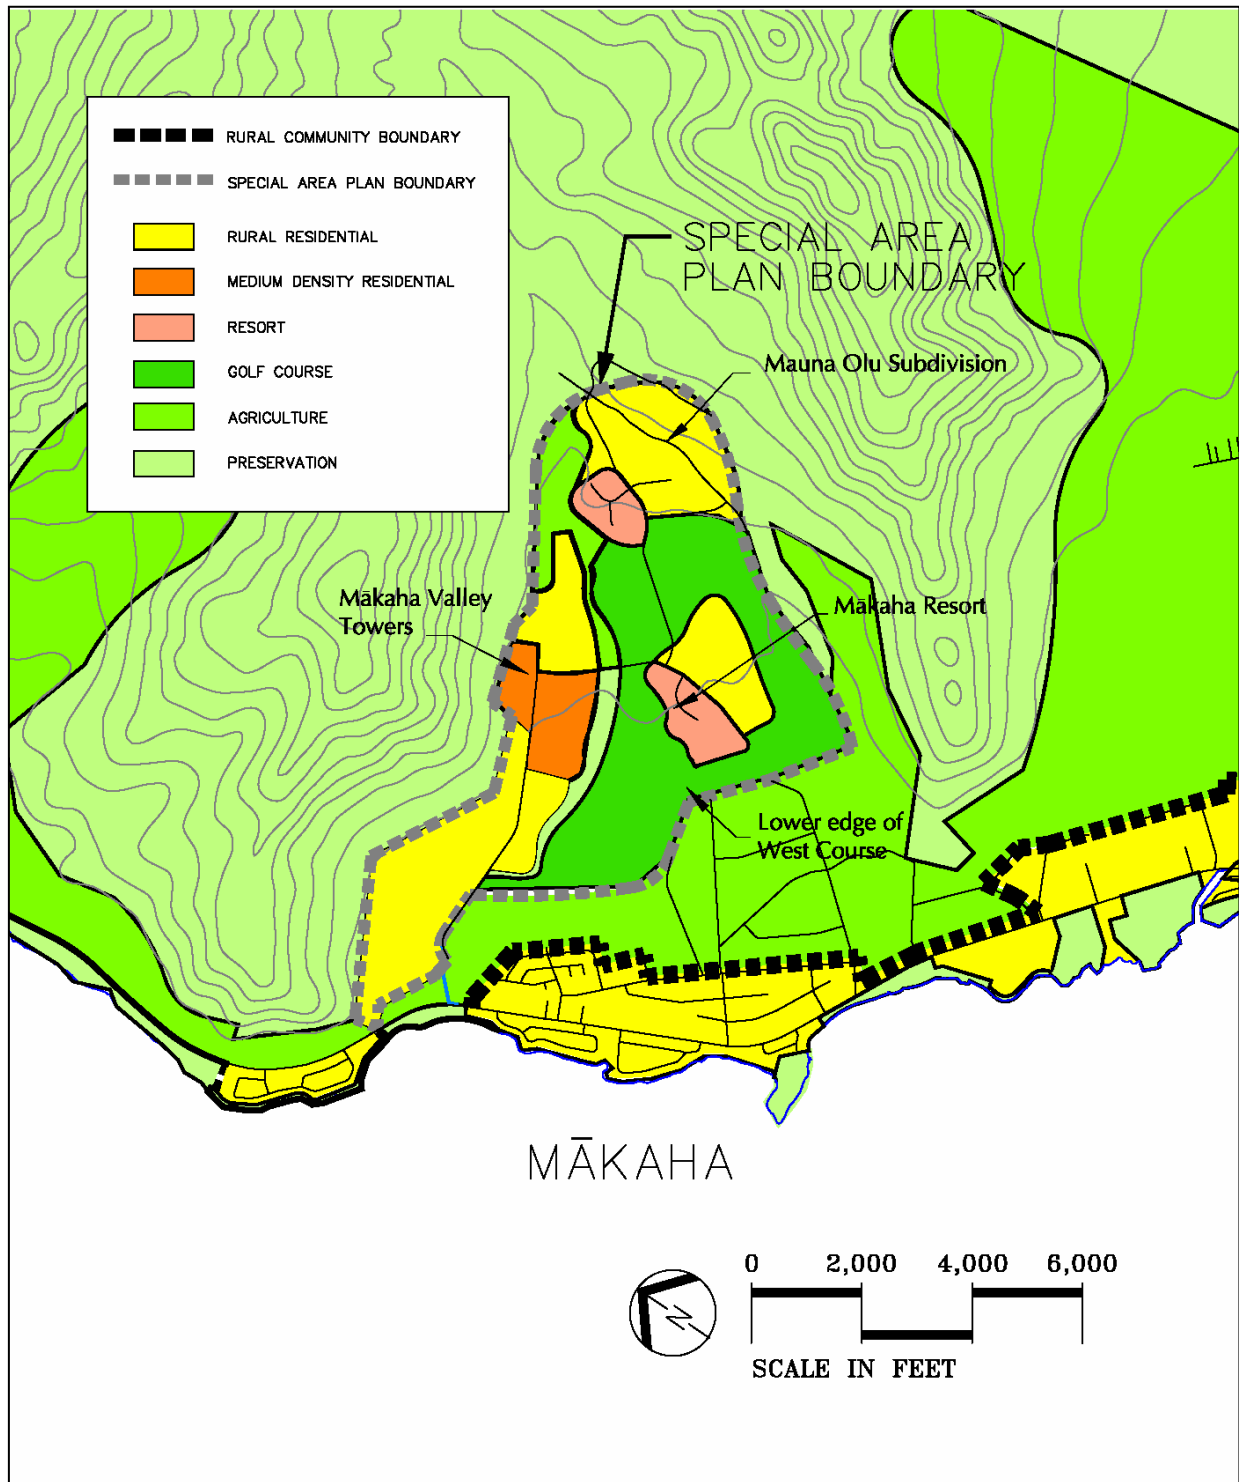 RURAL COMMUNITY BOUNDARY
SPECIAL AREA PLAN BOUNDARY
RURAL RESIDENTIAL
MEDIUM DENSITY RESIDENTIAL
RESORT
GOLF COURSE
AGRICULTURE
PRESERVATION
SPECIAL AREA
PLAN BOUNDARY
Mauna Olu Subdivision
Mākaha Valley
Towers
Mākaha Resort
Lower edge of
West Course
MĀKAHA
N
0 2,000 4,000 6,000
SCALE IN FEET